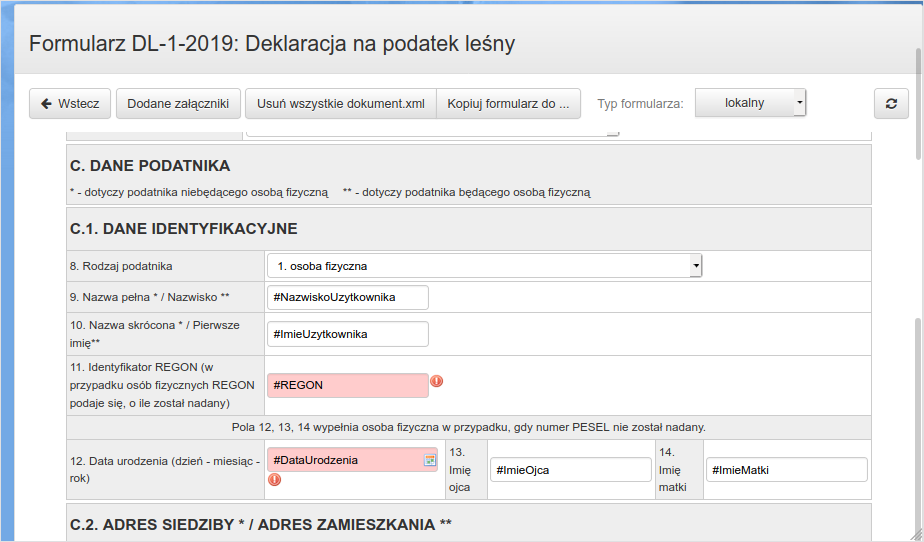 Formularz DL-1-2019: Deklaracja na podatek leśny
Wstecz Dodane załączniki Usuń wszystkie dokument.xml Kopiuj formularz do ... Typ formularza: lokalny
C. DANE PODATNIKA
* - dotyczy podatnika niebędącego osobą fizyczną ** - dotyczy podatnika będącego osobą fizyczną
C.1. DANE IDENTYFIKACYJNE
8. Rodzaj podatnika 1. osoba fizyczna
9. Nazwa pełna * / Nazwisko ** #NazwiskoUzytkownika
10. Nazwa skrócona * / Pierwsze
imię** #ImieUzytkownika
11. Identyfikator REGON (w
przypadku osób fizycznych REGON
podaje się, o ile został nadany) #REGON
Pola 12, 13, 14 wypełnia osoba fizyczna w przypadku, gdy numer PESEL nie został nadany.
12. Data urodzenia (dzień - miesiąc -
rok) #DataUrodzenia
13.
Imię
ojca
#ImieOjca
14.
Imię
matki
#ImieMatki
C.2. ADRES SIEDZIBY * / ADRES ZAMIESZKANIA **